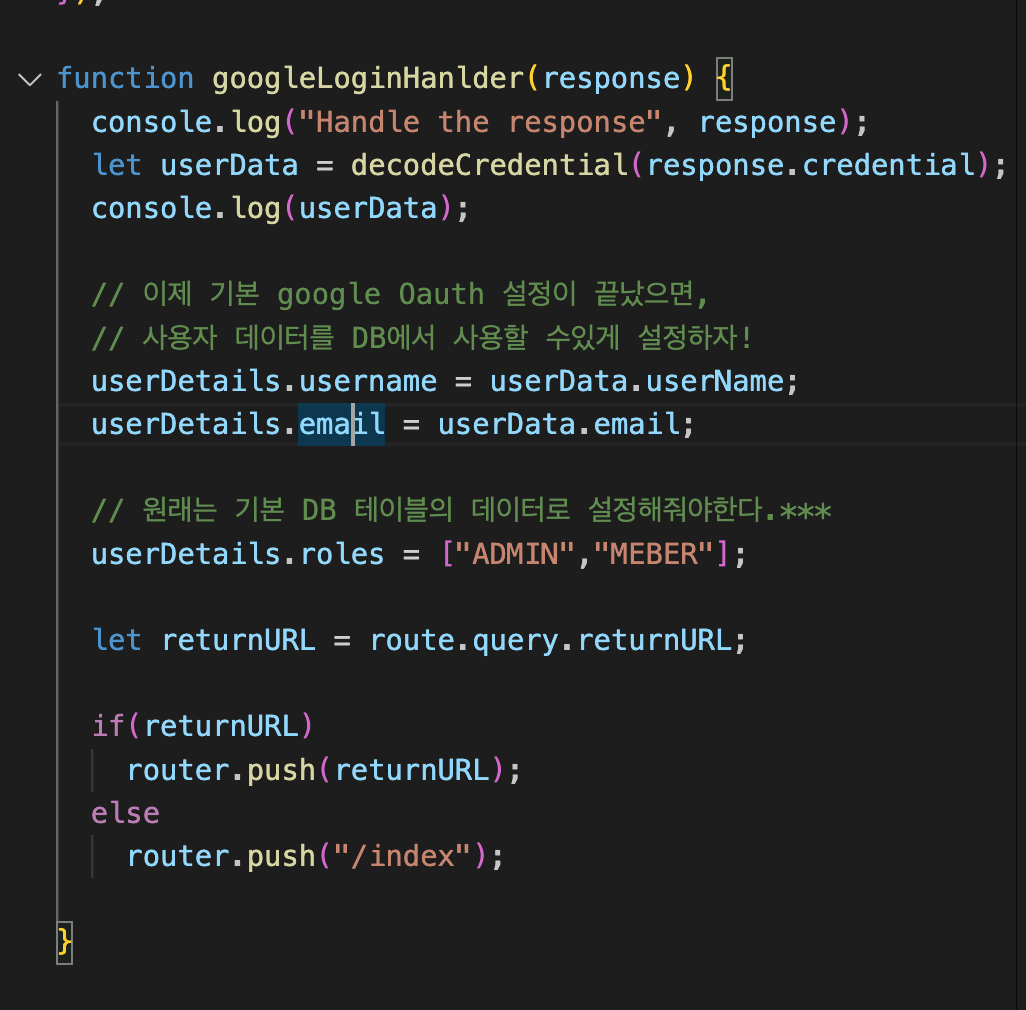 function googleLoginHanlder(response) {
console.log("Handle the response", response);
let userData = decodeCredential(response.credential);
console.log(userData);
// 이제 기본 google Oauth 설정이 끝났으면,
// 사용자 데이터를 DB에서 사용할 수있게 설정하자!
userDetails.username = userData.userName;
userDetails.email = userData.email;
// 원래는 기본 DB 테이블의 데이터로 설정해줘야한다.***
userDetails.roles = ["ADMIN","MEBER"];
let returnURL = route.query.returnURL;
if(returnURL)
router.push(returnURL);
else
router.push("/index");
}